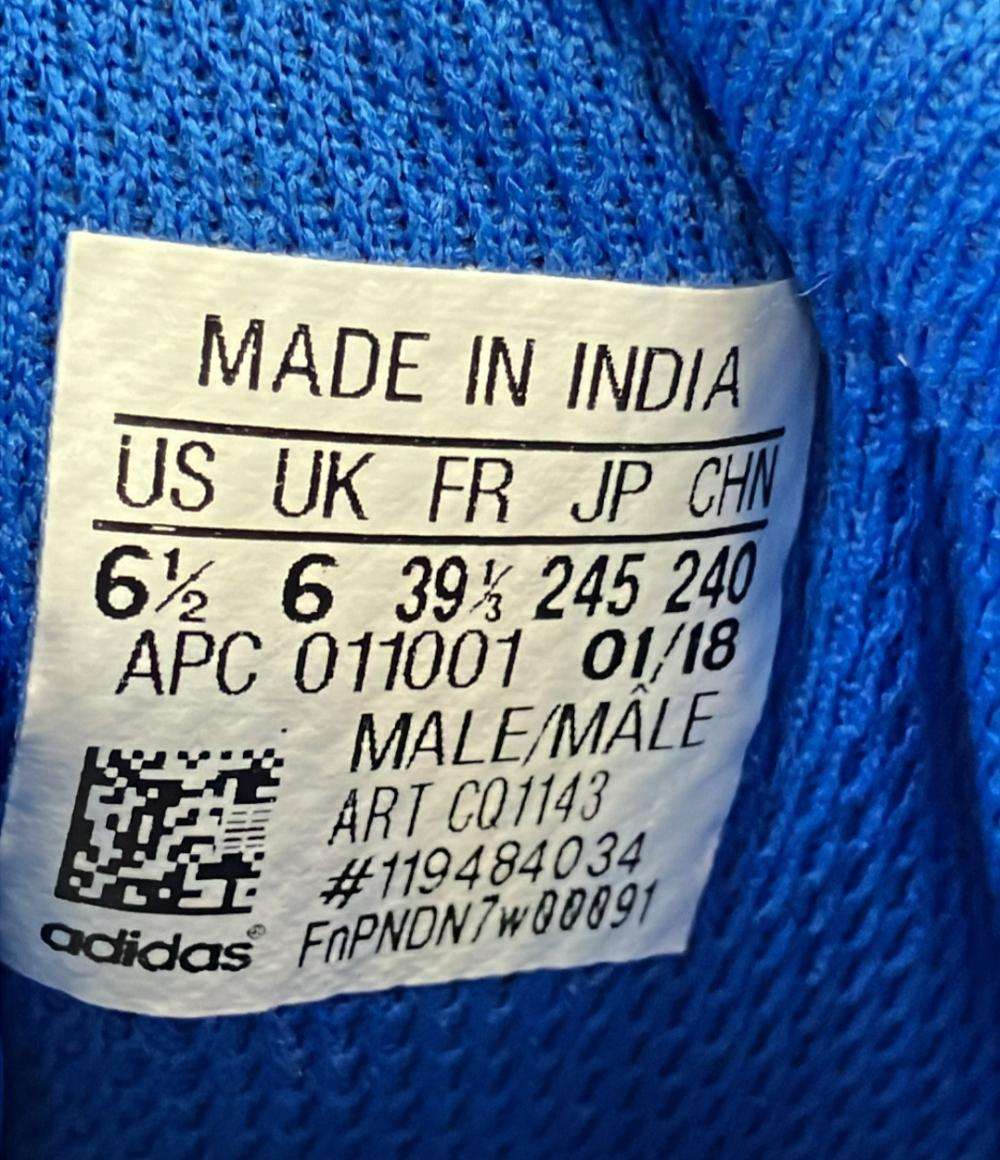 MADE IN INDIA
US UK FR JP CHN
6½ 6 39⅓ 245 240
APC 011001 01/18
MALE/MÂLE
ART CQ1143
#119484034
FnPNDN7w00091
adidas®